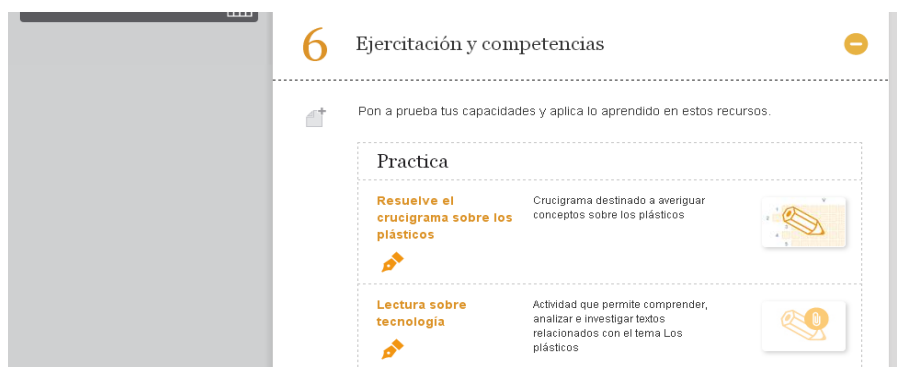 6 Ejercitación y competencias
Pon a prueba tus capacidades y aplica lo aprendido en estos recursos.
Practica
Resuelve el
crucigrama sobre los
plásticos
Crucigrama destinado a averiguar
conceptos sobre los plásticos
Lectura sobre
tecnología
Actividad que permite comprender,
analizar e investigar textos
relacionados con el tema Los
plásticos